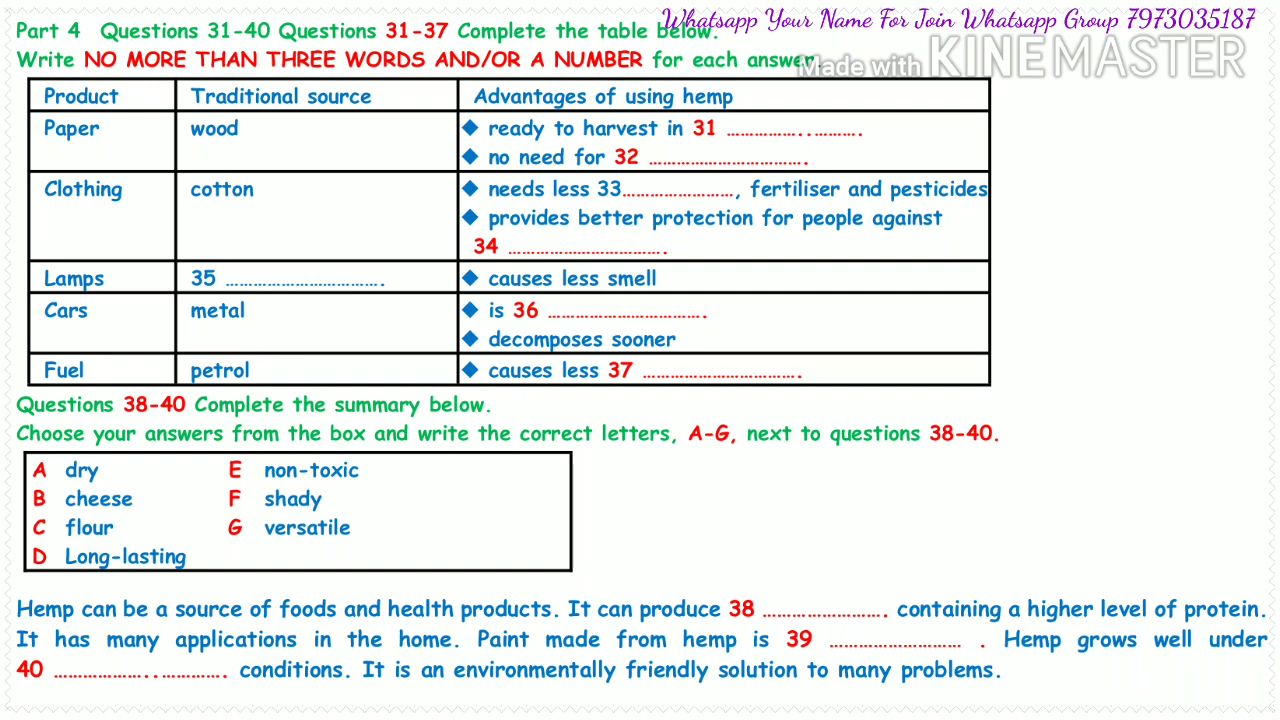 Whatsapp Your Name For Join Whatsapp Group 7973035187
Part 4 Questions 31-40 Questions 31-37 Complete the table below.
Write NO MORE THAN THREE WORDS AND/OR A NUMBER for each answer.
Made with KINEMASTER
Product Traditional source Advantages of using hemp
Paper wood ◆ ready to harvest in 31 ……………..……….
◆ no need for 32 …………………………….
Clothing cotton ◆ needs less 33……………………, fertiliser and pesticides
◆ provides better protection for people against
34 …………………………….
Lamps 35 ……………………………. ◆ causes less smell
Cars metal ◆ is 36 …………………………….
◆ decomposes sooner
Fuel petrol ◆ causes less 37 …………………………….
Questions 38-40 Complete the summary below.
Choose your answers from the box and write the correct letters, A-G, next to questions 38-40.
A dry E non-toxic
B cheese F shady
C flour G versatile
D Long-lasting
Hemp can be a source of foods and health products. It can produce 38 …………………. containing a higher level of protein.
It has many applications in the home. Paint made from hemp is 39 …………………… . Hemp grows well under
40 ………………..…………. conditions. It is an environmentally friendly solution to many problems.